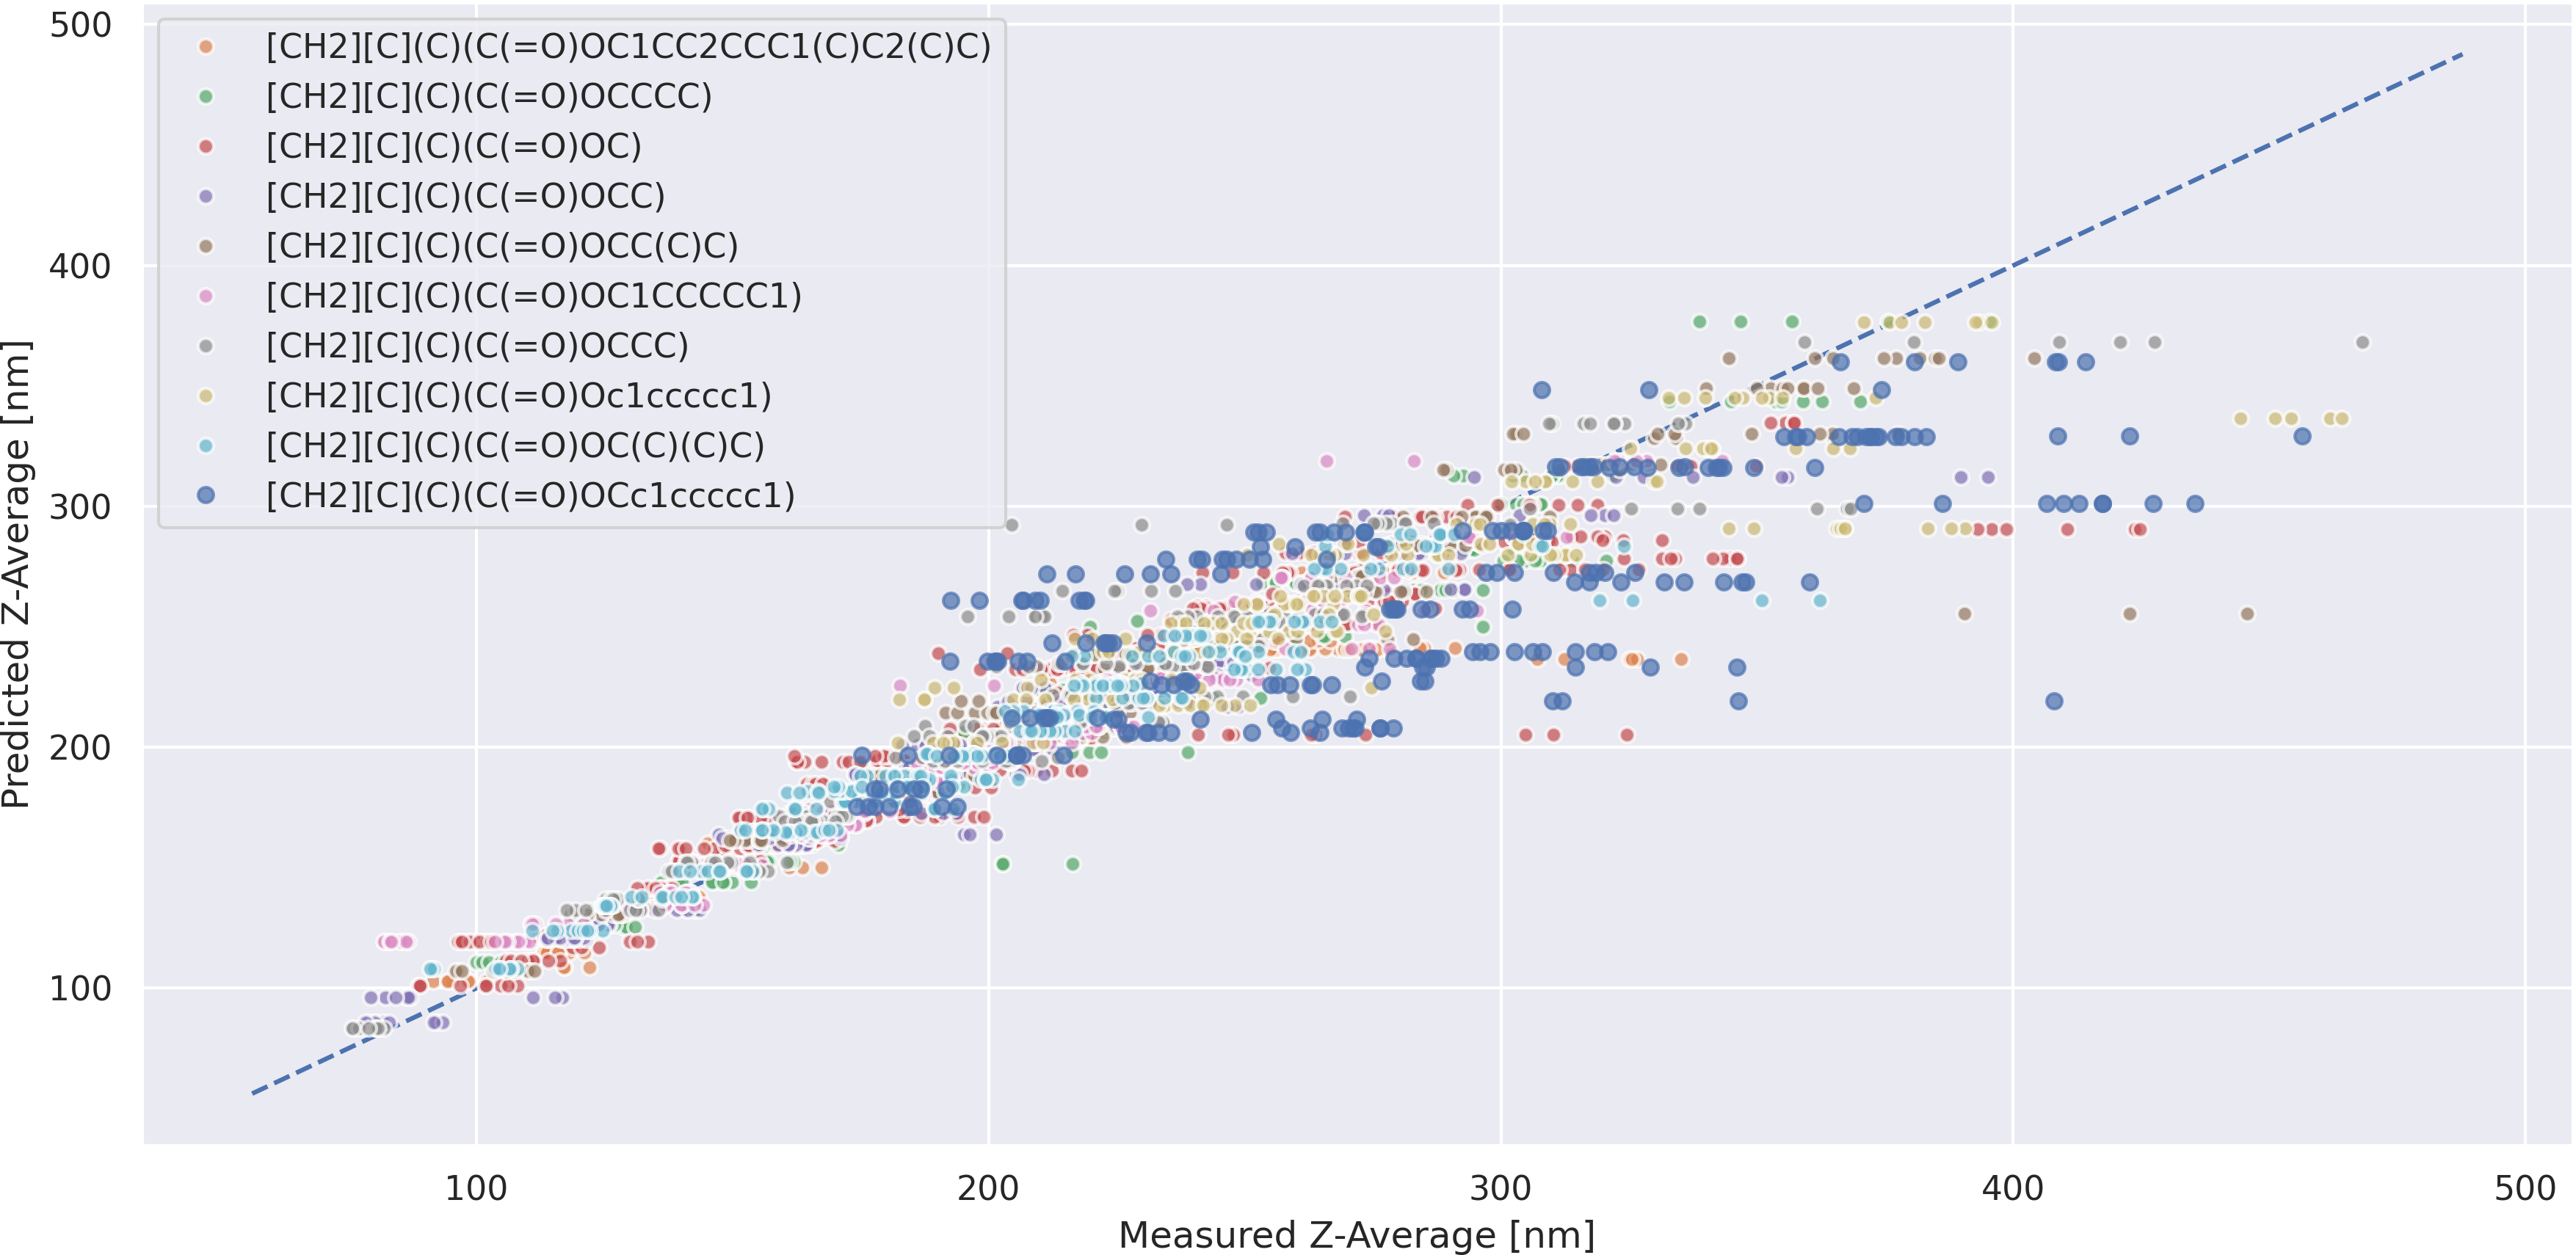 500
400
300
200
100
Predicted Z-Average [nm]
[CH2][C](C)(C(=O)OC1CC2CCC1(C)C2(C)C)
[CH2][C](C)(C(=O)OCCCC)
[CH2][C](C)(C(=O)OC)
[CH2][C](C)(C(=O)OCC)
[CH2][C](C)(C(=O)OCC(C)C)
[CH2][C](C)(C(=O)OC1CCCCC1)
[CH2][C](C)(C(=O)OCCC)
[CH2][C](C)(C(=O)Oc1ccccc1)
[CH2][C](C)(C(=O)OC(C)(C)C)
[CH2][C](C)(C(=O)OCc1ccccc1)
100 200 300 400 500
Measured Z-Average [nm]